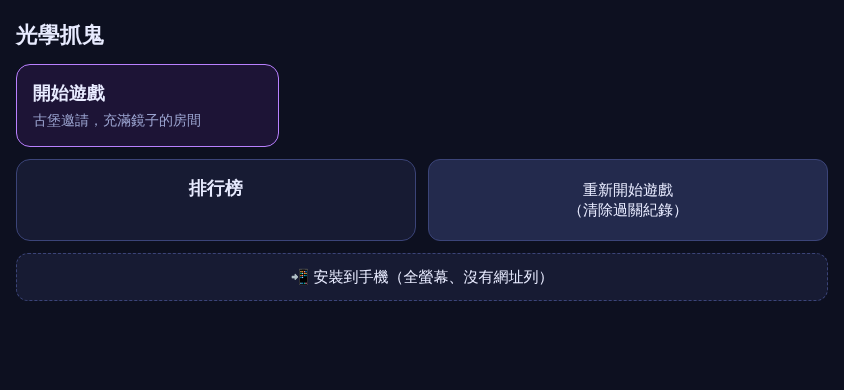 光學抓鬼
開始遊戲
古堡邀請，充滿鏡子的房間
排行榜
重新開始遊戲
（清除過關紀錄）
📲 安裝到手機（全螢幕、沒有網址列）